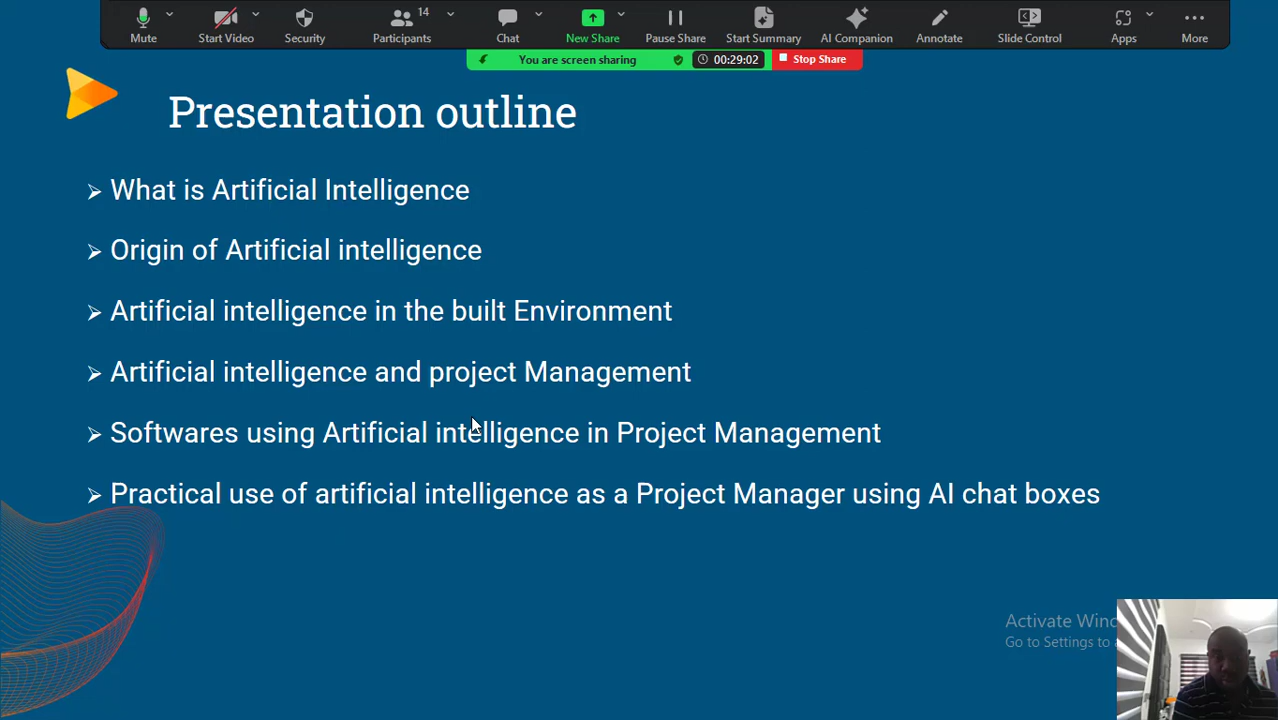 Mute
Start Video
Security
Participants
14
Chat
New Share
Pause Share
Start Summary
AI Companion
Annotate
Slide Control
Apps
More
You are screen sharing
00:29:02
Stop Share
Presentation outline
➢ What is Artificial Intelligence
➢ Origin of Artificial intelligence
➢ Artificial intelligence in the built Environment
➢ Artificial intelligence and project Management
➢ Softwares using Artificial intelligence in Project Management
➢ Practical use of artificial intelligence as a Project Manager using AI chat boxes
Activate
Go to Settings to